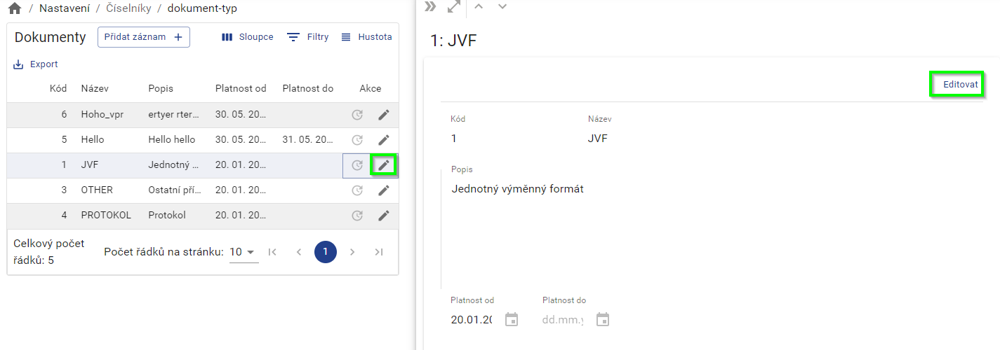 / Nastavení / Číselníky / dokument-typ
Dokumenty Přidat záznam + Sloupce Filtry Hustota
Export
Kód Název Popis Platnost od Platnost do Akce
6 Hoho_vpr ertyer rter... 30. 05. 20...
5 Hello Hello hello 30. 05. 20... 31. 05. 20...
1 JVF Jednotný ... 20. 01. 20...
3 OTHER Ostatní pří... 20. 01. 20...
4 PROTOKOL Protokol 20. 01. 20...
Celkový počet
řádků: 5
Počet řádků na stránku: 10 1
1: JVF
Editovat
Kód Název
1 JVF
Popis
Jednotný výměnný formát
Platnost od Platnost do
20.01.20 dd.mm.y